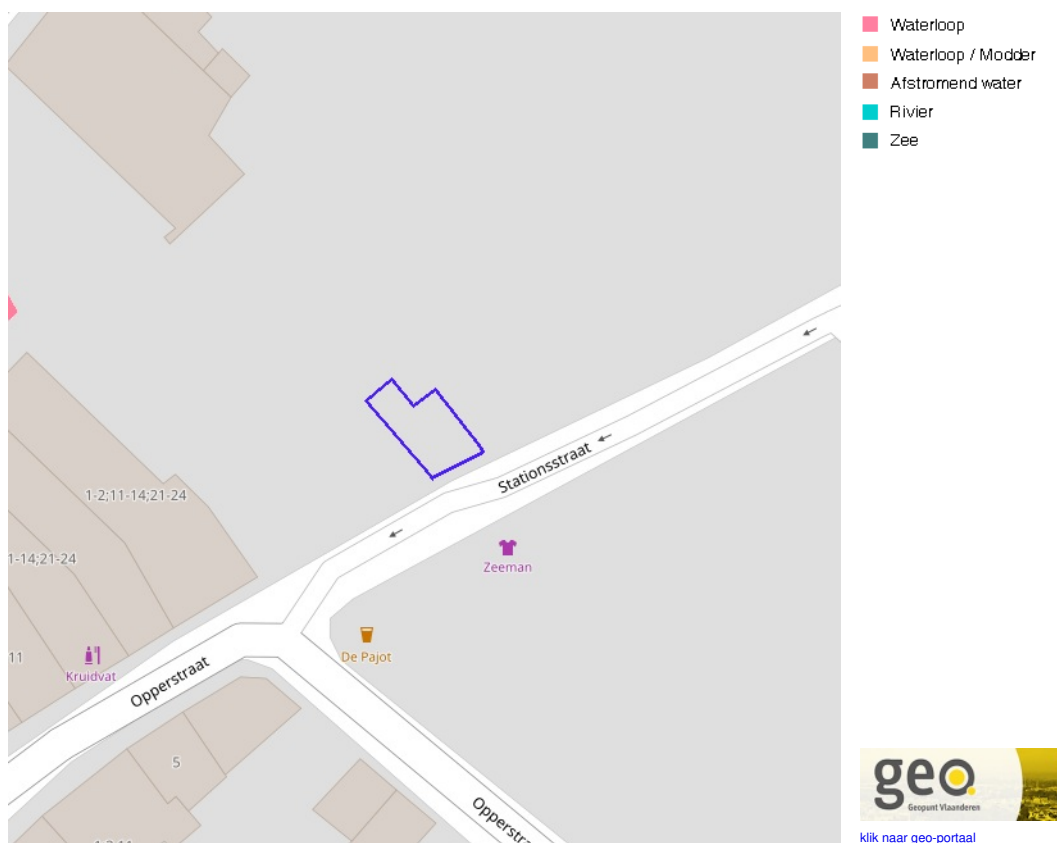 Waterloop
Waterloop / Modder
Afstromend water
Rivier
Zee
Stationsstraat
1-2;11-14;21-24
1-14;21-24
Zeeman
11
Kruidvat
De Pajot
Opperstraat
5
Opperstra
geo.
Geopunt Vlaanderen
klik naar geo-portaal